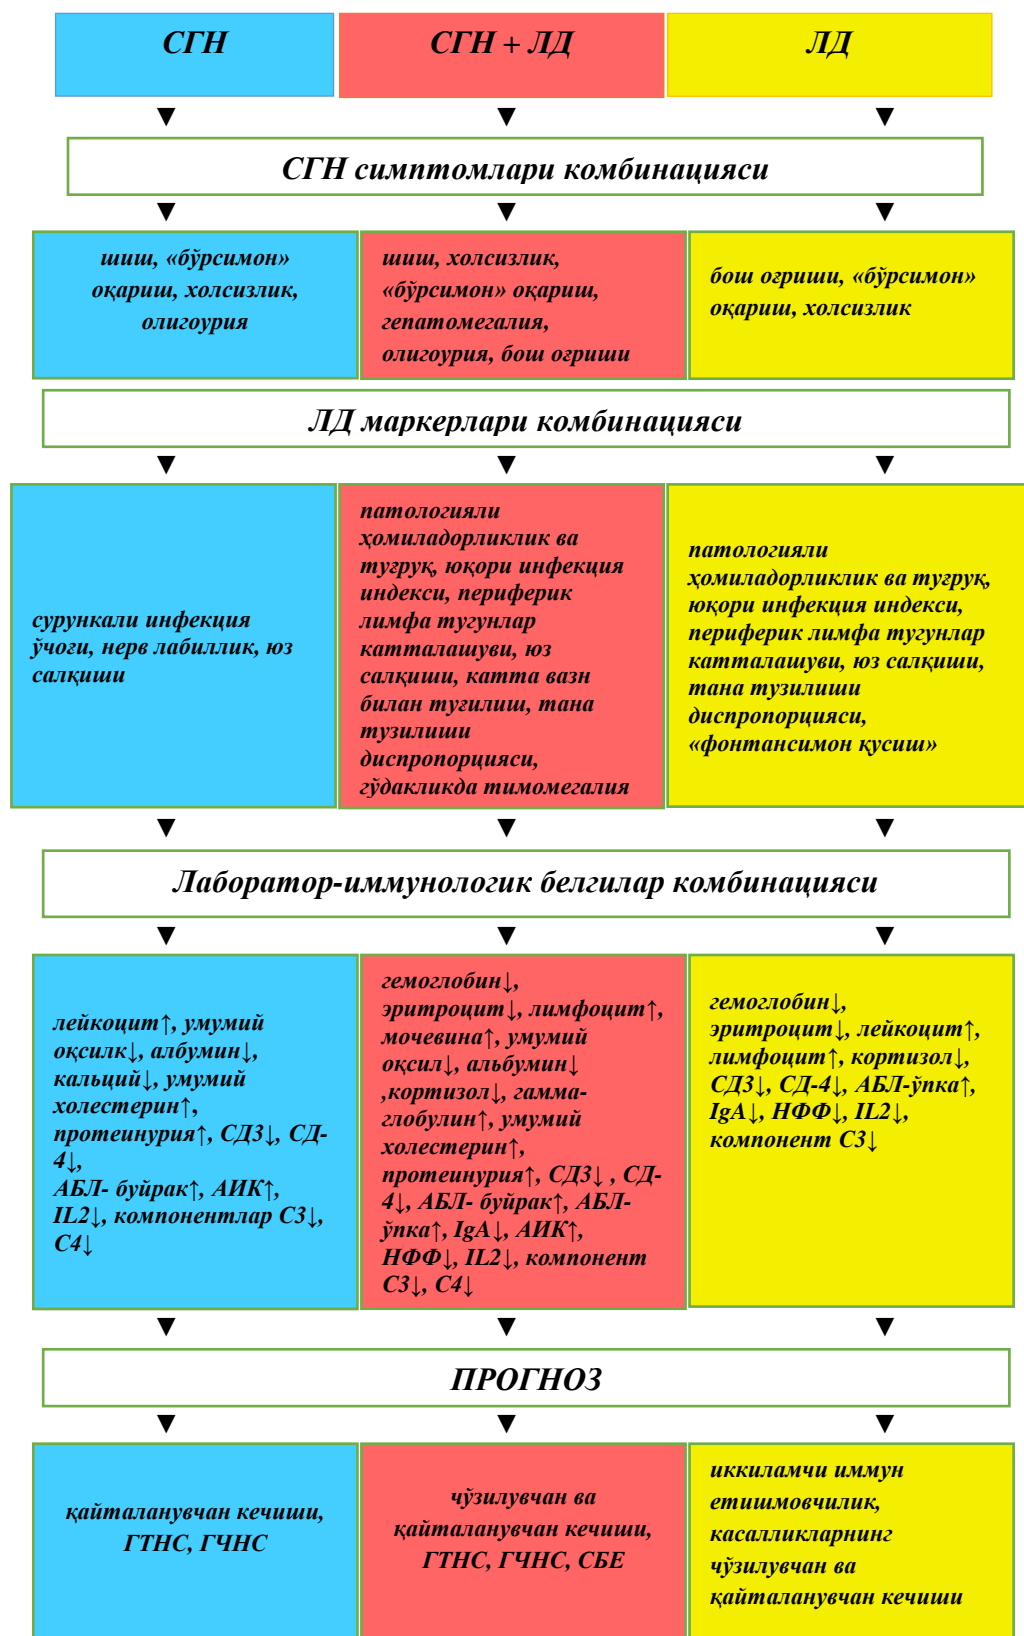 СГН
СГН + ЛД
ЛД
▼ ▼ ▼
СГН симптомлари комбинацияси
▼ ▼ ▼
шиш, «бўрсимон»
оқариш, холсизлик,
олигоурия
шиш, холсизлик,
«бўрсимон» оқариш,
гепатомегалия,
олигоурия, бош оғриши
бош оғриши, «бўрсимон»
оқариш, холсизлик
ЛД маркерлари комбинацияси
▼ ▼ ▼
сурункали инфекция
ўчоғи, нерв лабиллик, юз
салқиши
патологияли
ҳомиладорликлик ва
туғруқ, юқори инфекция
индекси, периферик
лимфа тугунлар
катталашуви, юз
салқиши, катта вазн
билан туғилиш, тана
тузилиши
диспропорцияси,
гўдакликда тимомегалия
патологияли
ҳомиладорликлик ва туғруқ,
юқори инфекция индекси,
периферик лимфа тугунлар
катталашуви, юз салқиши,
тана тузилиши
диспропорцияси,
«фонтансимон қусиш»
▼ ▼ ▼
Лаборатор-иммунологик белгилар комбинацияси
▼ ▼ ▼
лейкоцит↑, умумий
оқсилк↓, албумин↓,
кальций↓, умумий
холестерин↑,
протеинурия↑, СД3↓, СД-
4↓,
АБЛ- буйрак↑, АИК↑,
IL2↓, компонентлар С3↓,
С4↓
гемоглобин↓,
эритроцит↓, лимфоцит↑,
мочевина↑, умумий
оқсил↓, альбумин↓
,кортизол↓, гамма-
глобулин↑, умумий
холестерин↑,
протеинурия↑, СД3↓ , СД-
4↓, АБЛ- буйрак↑, АБЛ-
ўпка↑, IgA↓, АИК↑,
НФФ↓, IL2↓, компонент
С3↓, С4↓
гемоглобин↓,
эритроцит↓, лейкоцит↑,
лимфоцит↑, кортизол↓,
СД3↓, СД-4↓, АБЛ-ўпка↑,
IgA↓, НФФ↓, IL2↓,
компонент С3↓
▼ ▼ ▼
ПРОГНОЗ
▼ ▼ ▼
қайталанувчан кечиши,
ГТНС, ГЧНС
чўзилувчан ва
қайталанувчан кечиши,
ГТНС, ГЧНС, СБЕ
иккиламчи иммун
етишмовчилик,
касалликларнинг
чўзилувчан ва
қайталанувчан кечиши